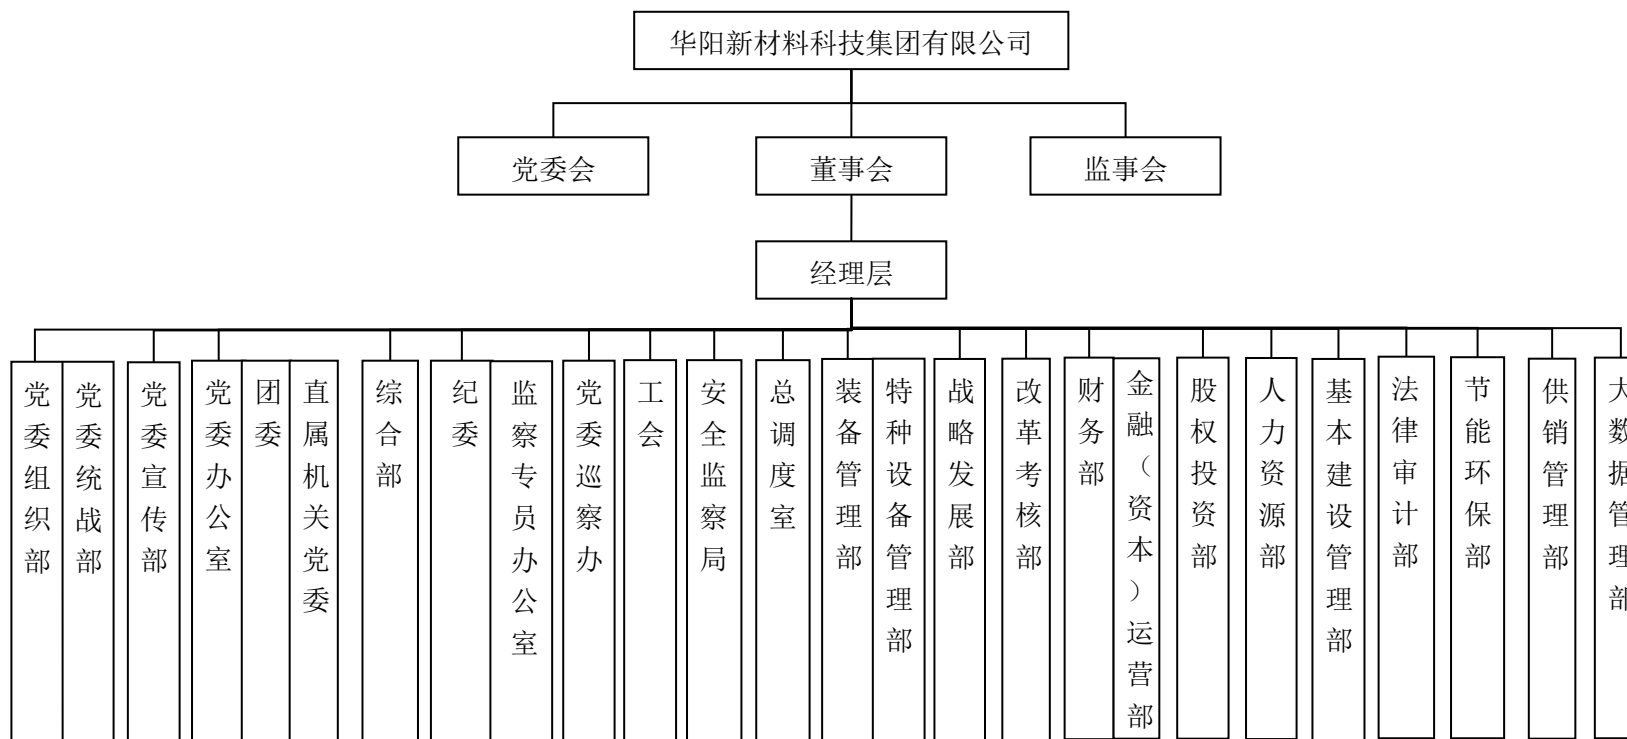 华阳新材料科技集团有限公司
党委会
董事会
监事会
经理层
党委组织部
党委统战部
党委宣传部
党委办公室
团委
直属机关党委
综合部
纪委
监察专员办公室
党委巡察办
工会
安全监察局
总调度室
装备管理部
特种设备管理部
战略发展部
改革考核部
财务部
金融（资本）运营部
股权投资部
人力资源部
基本建设管理部
法律审计部
节能环保部
供销管理部
大数据管理部